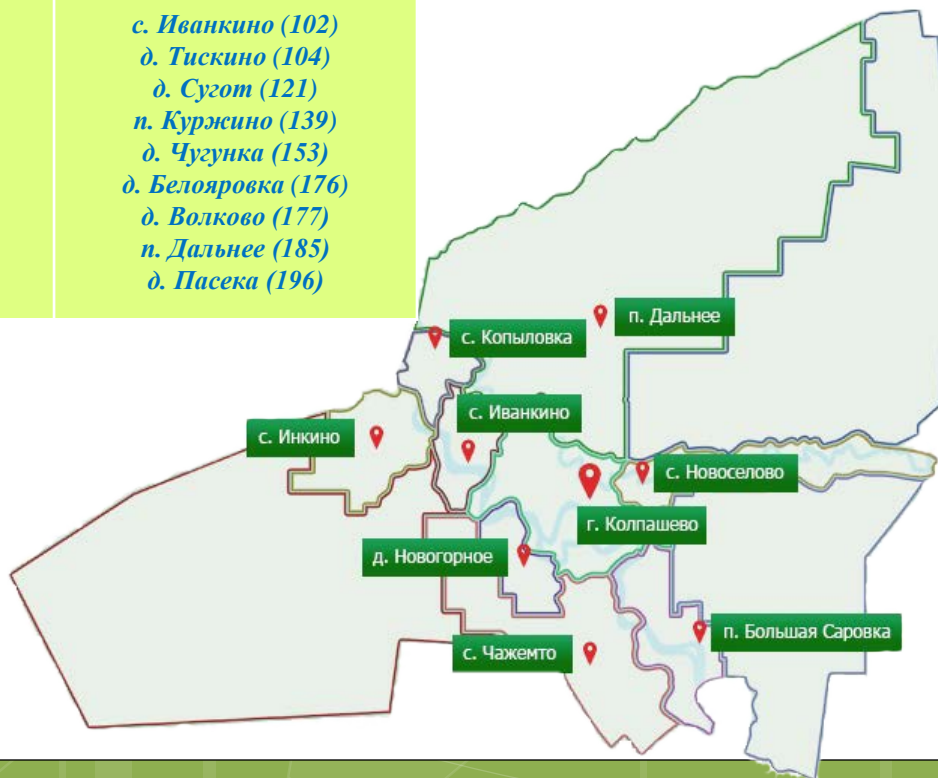 с. Иванкино (102)
д. Тискино (104)
д. Сугот (121)
п. Куржино (139)
д. Чугунка (153)
д. Белояровка (176)
д. Волково (177)
п. Дальнее (185)
д. Пасека (196)
п. Дальнее
с. Копыловка
с. Иванкино
с. Инкино
с. Новоселово
г. Колпашево
д. Новогорное
п. Большая Саровка
с. Чажемто